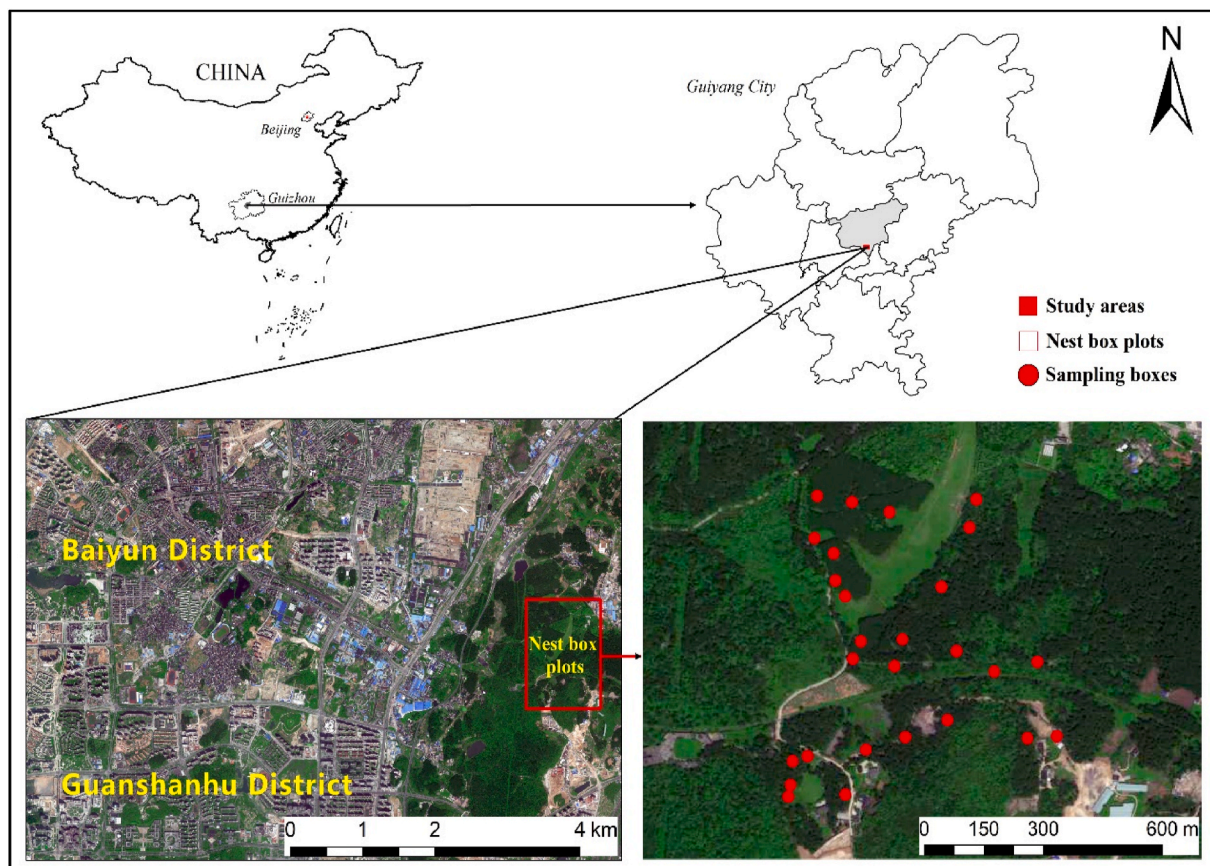 CHINA
Beijing
Guizhou
Guiyang City
N
Study areas
Nest box plots
Sampling boxes
Baiyun District
Guanshanhu District
Nest box
plots
0 1 2 4 km
0 150 300 600 m